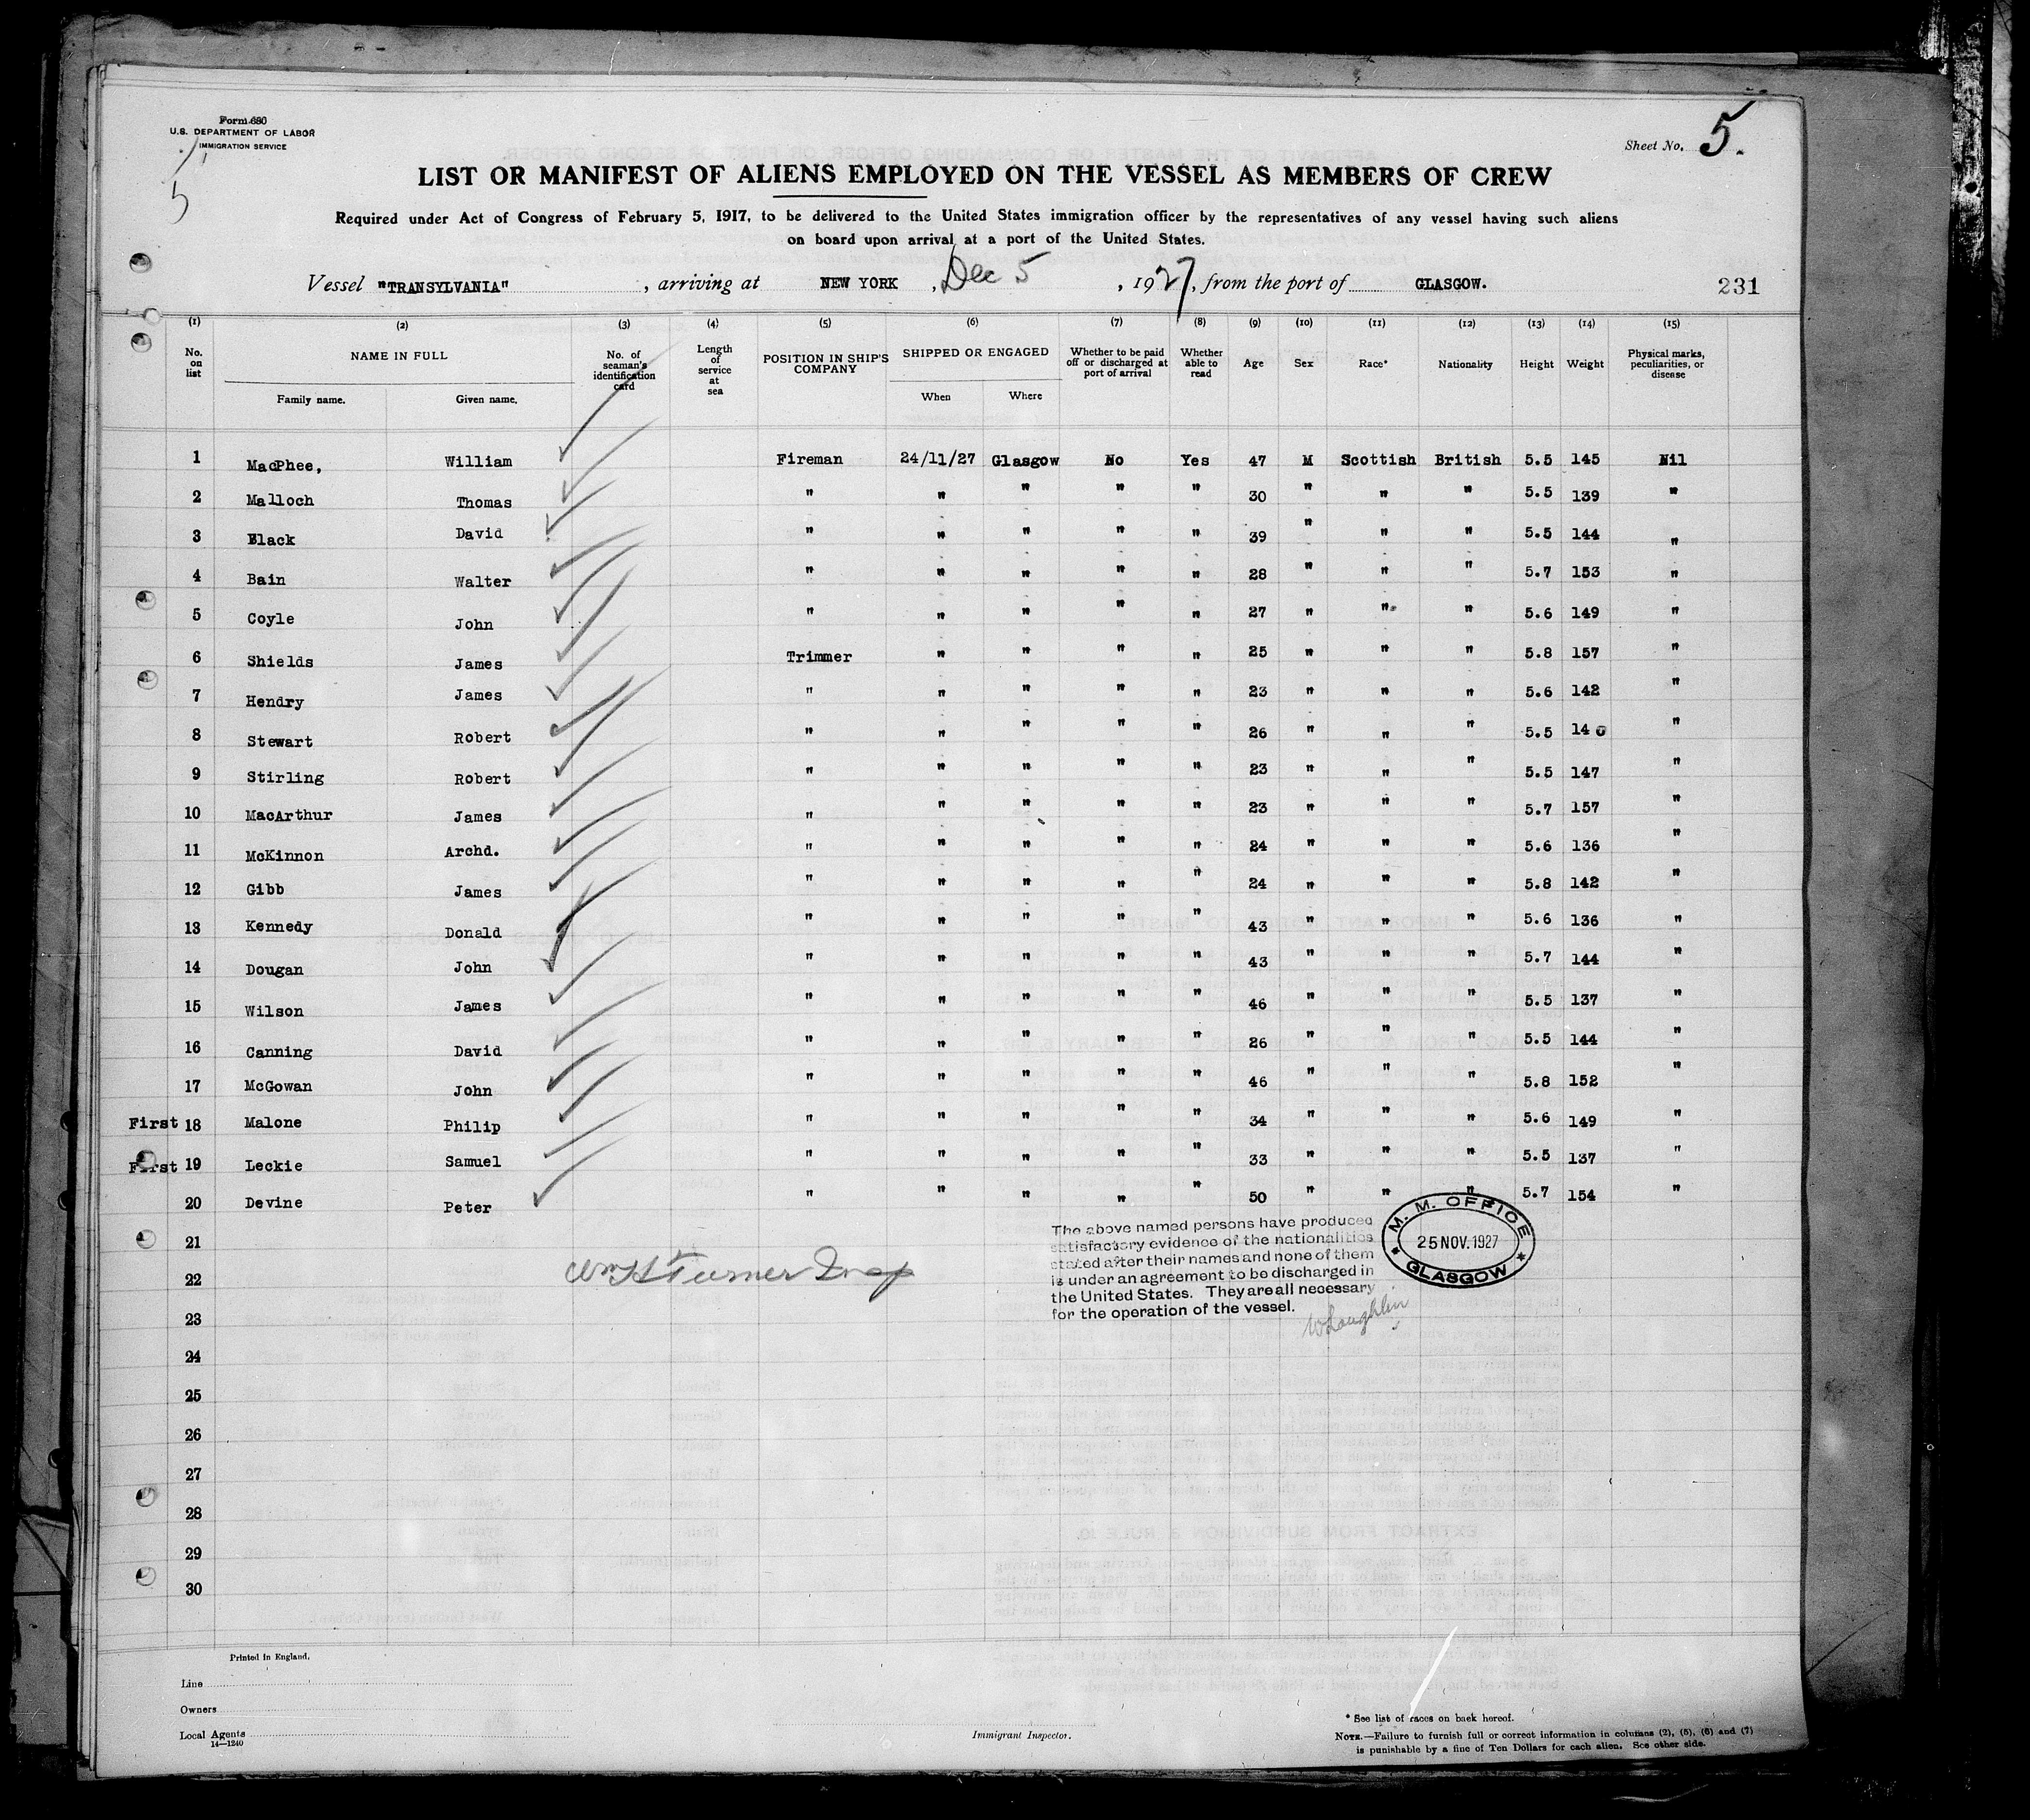 Form 680
U.S. DEPARTMENT OF LABOR
IMMIGRATION SERVICE
5
Sheet No. 5.
LIST OR MANIFEST OF ALIENS EMPLOYED ON THE VESSEL AS MEMBERS OF CREW
Required under Act of Congress of February 5, 1917, to be delivered to the United States immigration officer by the representatives of any vessel having such aliens
on board upon arrival at a port of the United States.
Vessel "TRANSYLVANIA", arriving at NEW YORK, Dec 5, 1927, from the port of GLASGOW. 231
(1) (2) (3) (4) (5) (6) (7) (8) (9) (10) (11) (12) (13) (14) (15)
No. on list NAME IN FULL No. of seaman's identification card Length of service at sea POSITION IN SHIP'S COMPANY SHIPPED OR ENGAGED Whether to be paid off or discharged at port of arrival Whether able to read Age Sex Race* Nationality Height Weight Physical marks, peculiarities, or disease
Family name. Given name. When Where
1 MacPhee, William Fireman 24/11/27 Glasgow No Yes 47 M Scottish British 5.5 145 Nil
2 Malloch Thomas " " " " " 30 " " " 5.5 139 "
3 Black David " " " " " 39 " " " 5.5 144 "
4 Bain Walter " " " " " 28 " " " 5.7 153 "
5 Coyle John " " " " " 27 " " " 5.6 149 "
6 Shields James Trimmer " " " " 25 " " " 5.8 157 "
7 Hendry James " " " " " 23 " " " 5.6 142 "
8 Stewart Robert " " " " " 26 " " " 5.5 140 "
9 Stirling Robert " " " " " 23 " " " 5.5 147 "
10 MacArthur James " " " " " 23 " " " 5.7 157 "
11 McKinnon Archd. " " " " " 24 " " " 5.6 136 "
12 Gibb James " " " " " 24 " " " 5.8 142 "
13 Kennedy Donald " " " " " 43 " " " 5.6 136 "
14 Dougan John " " " " " 43 " " " 5.7 144 "
15 Wilson James " " " " " 46 " " " 5.5 137 "
16 Canning David " " " " " 26 " " " 5.5 144 "
17 McGowan John " " " " " 46 " " " 5.8 152 "
First 18 Malone Philip " " " " " 34 " " " 5.6 149 "
First 19 Leckie Samuel " " " " " 33 " " " 5.5 137 "
20 Devine Peter " " " " " 50 " " " 5.7 154 "
21
22
23
24
25
26
27
28
29
30
Wm H Turner Insp
The above named persons have produced
satisfactory evidence of the nationalities
stated after their names and none of them
is under an agreement to be discharged in
the United States. They are all necessary
for the operation of the vessel.
W Loughlin
M. M. OFFICE
25 NOV. 1927
* GLASGOW *
Printed in England.
Line
Owners
Local Agents
14—1240
Immigrant Inspector.
* See list of races on back hereof.
NOTE.—Failure to furnish full or correct information in columns (2), (5), (6) and (7)
is punishable by a fine of Ten Dollars for each alien. See other side.